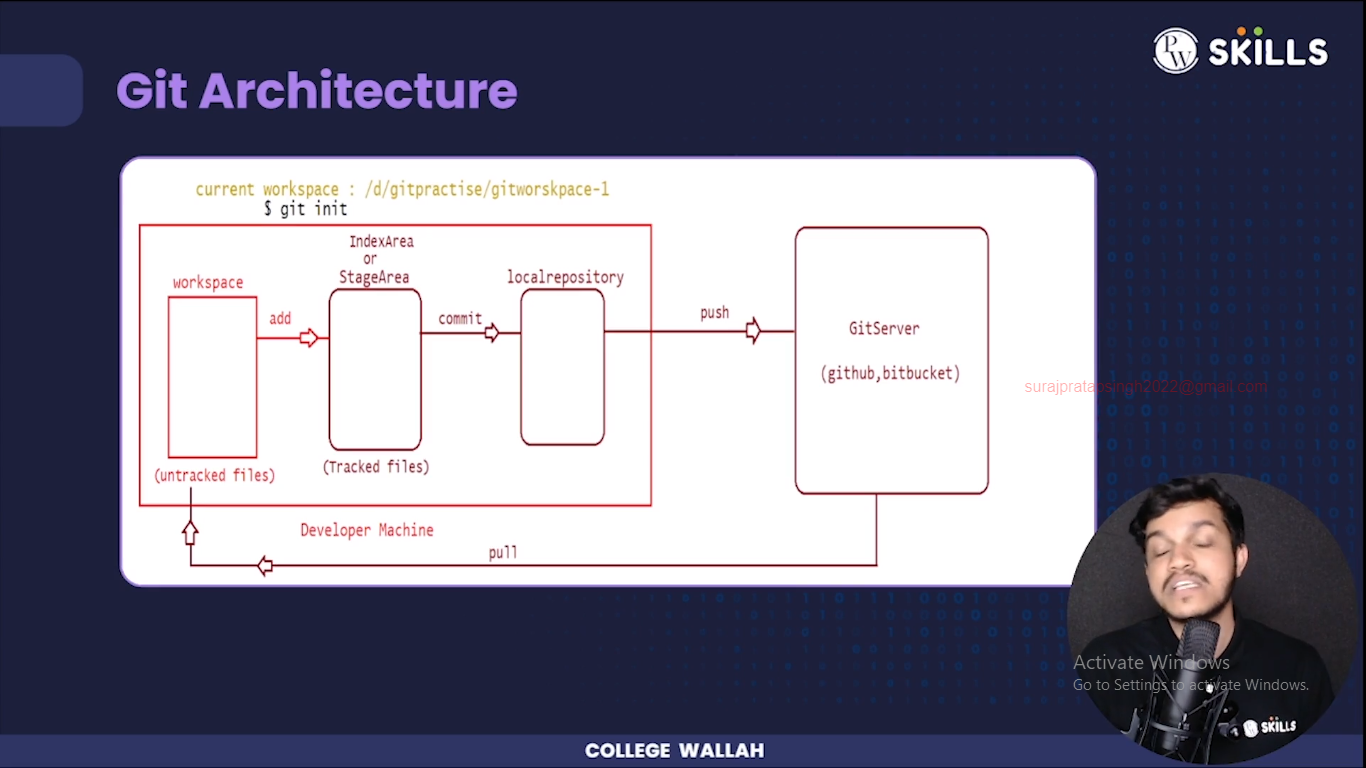 PW SKILLS
Git Architecture
current workspace : /d/gitpractise/gitworskpace-1
$ git init
IndexArea
or
StageArea
workspace
localrepository
add
commit
push
GitServer
(github,bitbucket)
(Tracked files)
(untracked files)
Developer Machine
pull
surajpratapsingh2022@gmail.com
Activate Windows
Go to Settings to activate Windows.
SKILLS
COLLEGE WALLAH